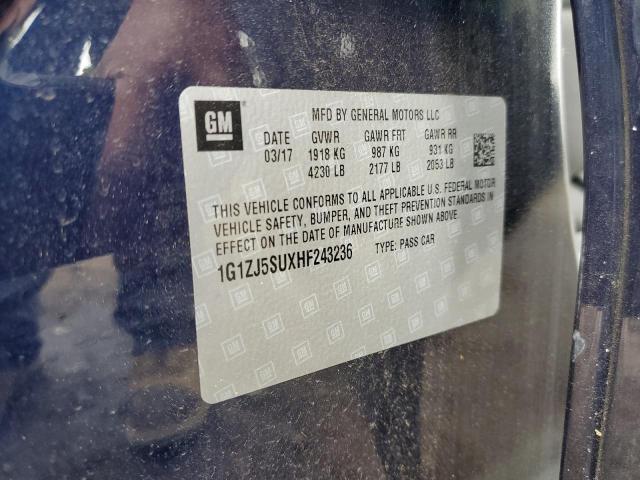 GM
MFD BY GENERAL MOTORS LLC
DATE GVWR GAWR FRT GAWR RR
03/17 1918 KG 987 KG 931 KG
4230 LB 2177 LB 2053 LB
THIS VEHICLE CONFORMS TO ALL APPLICABLE U.S. FEDERAL MOTOR
VEHICLE SAFETY, BUMPER, AND THEFT PREVENTION STANDARDS IN
EFFECT ON THE DATE OF MANUFACTURE SHOWN ABOVE.
1G1ZJ5SUXHF243236 TYPE: PASS CAR